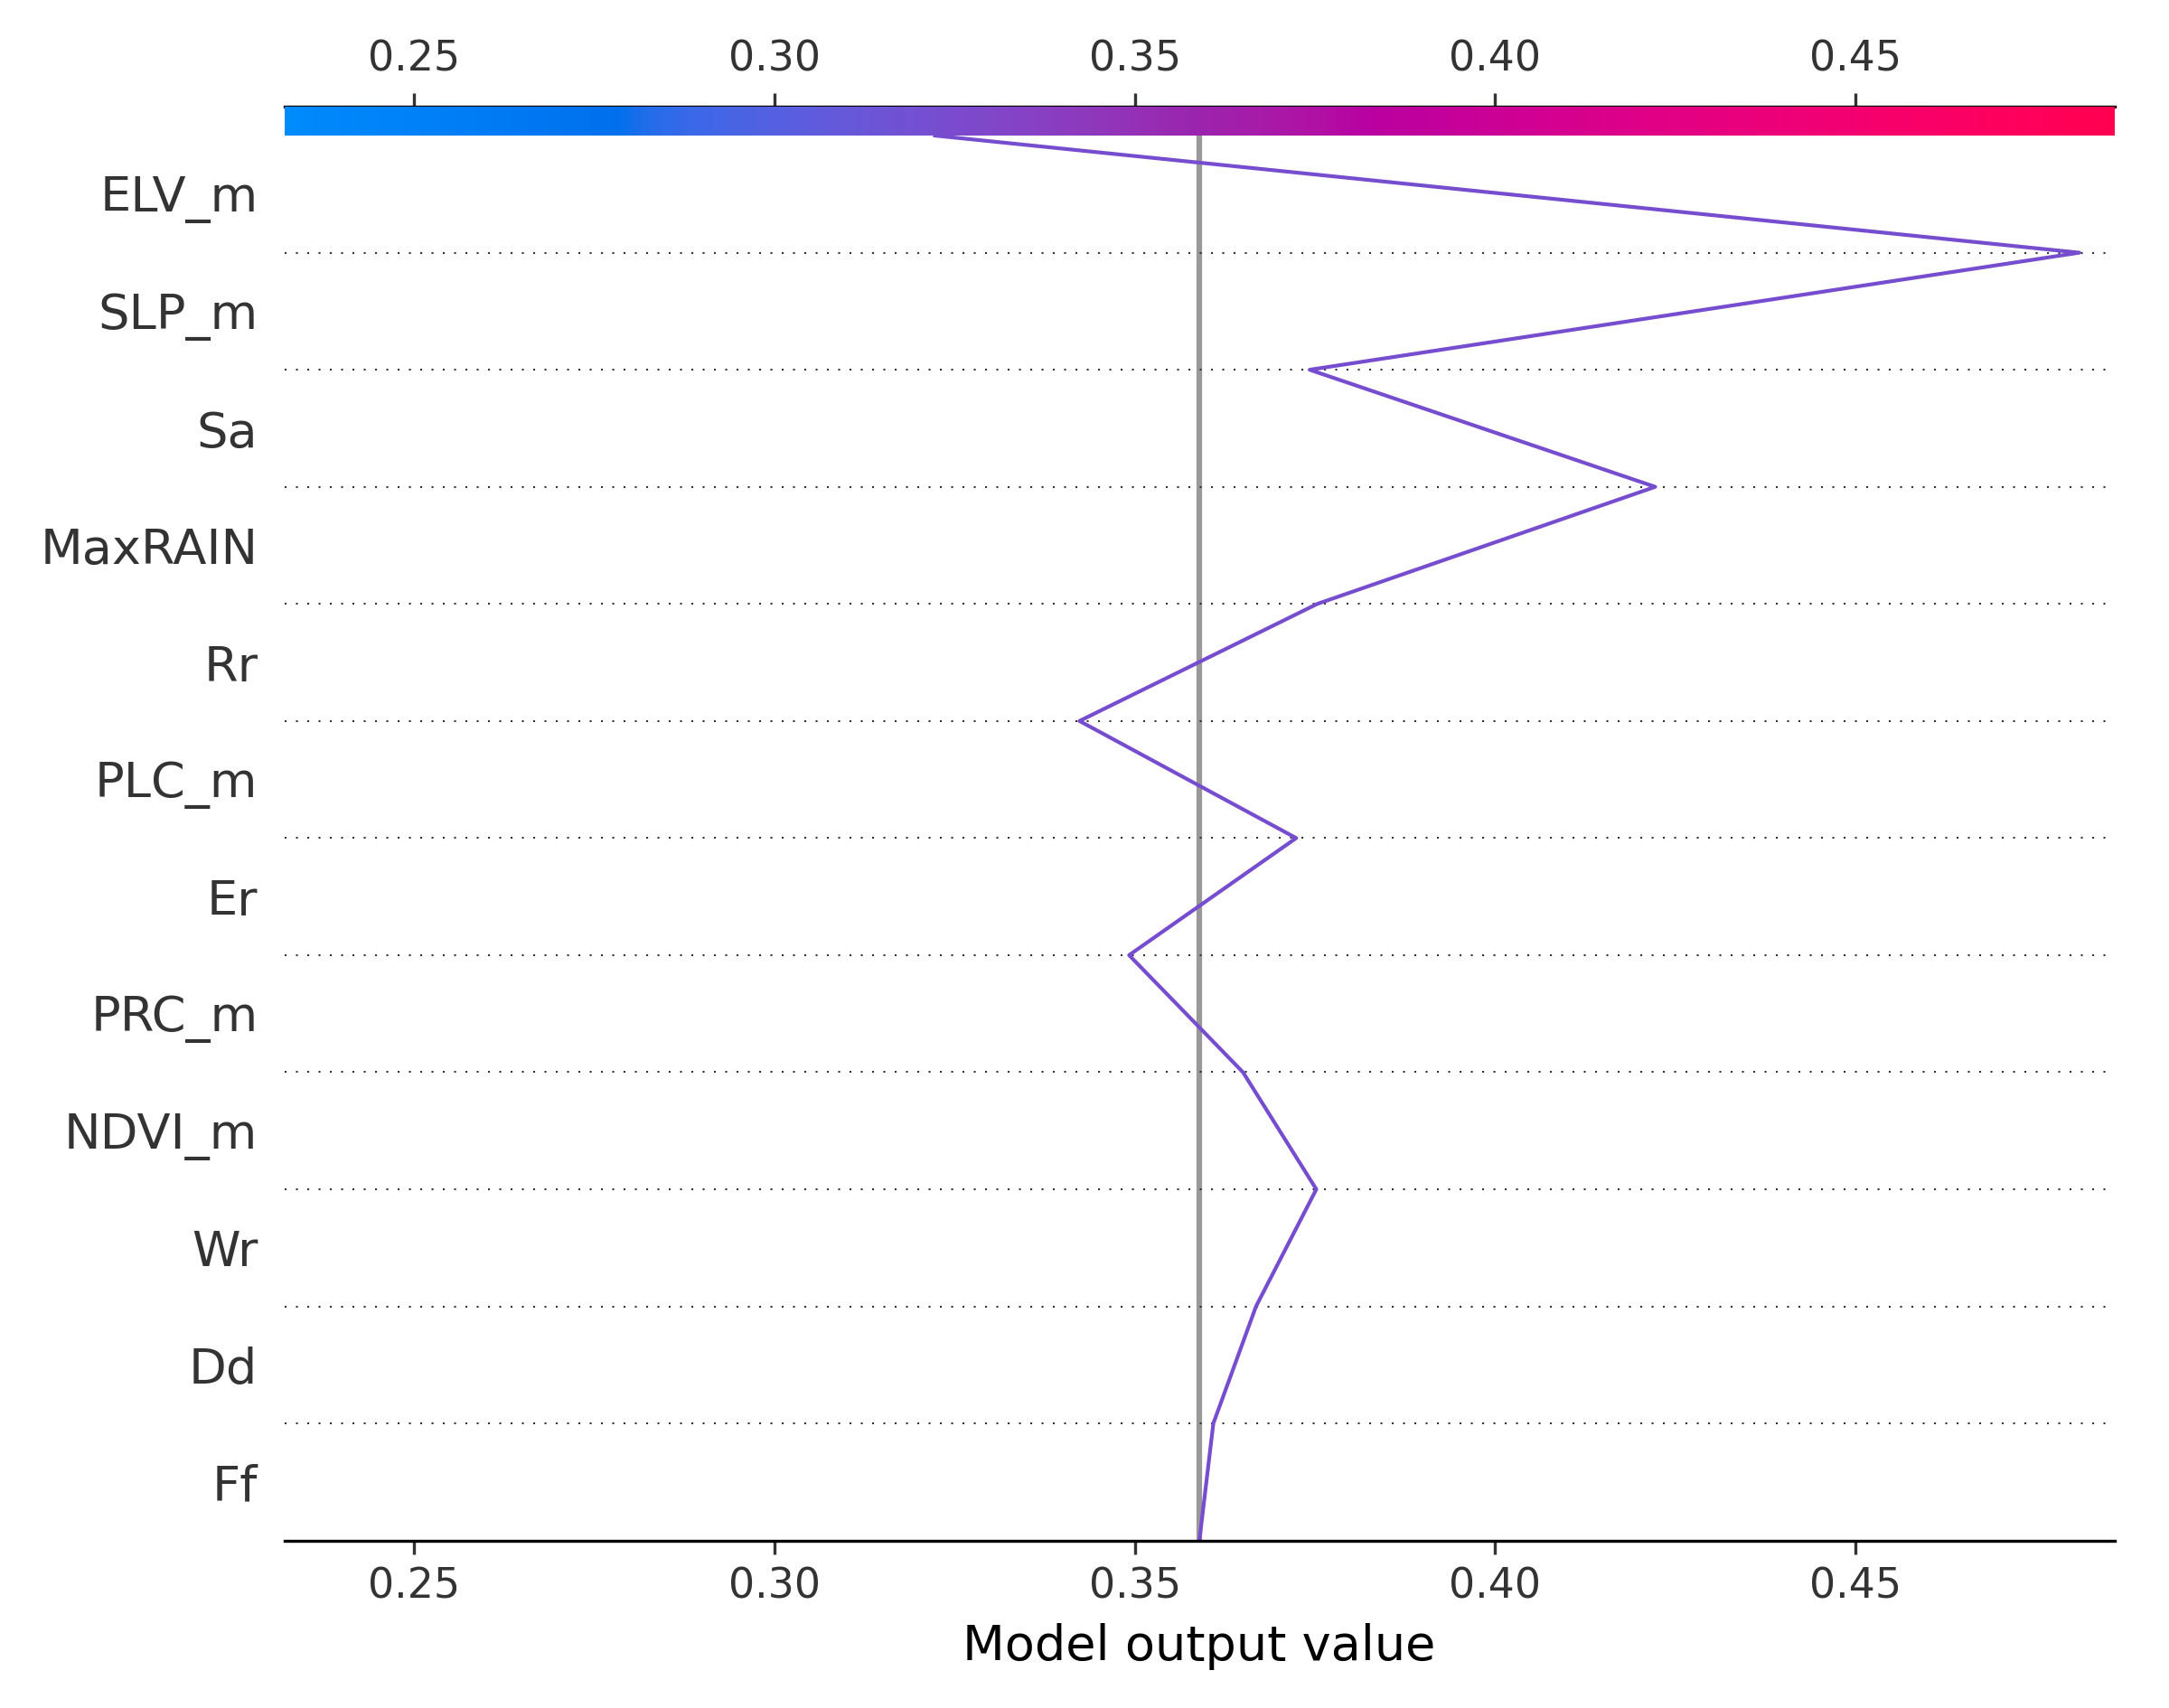 0.25 0.30 0.35 0.40 0.45
ELV_m
SLP_m
Sa
MaxRAIN
Rr
PLC_m
Er
PRC_m
NDVI_m
Wr
Dd
Ff
0.25 0.30 0.35 0.40 0.45
Model output value